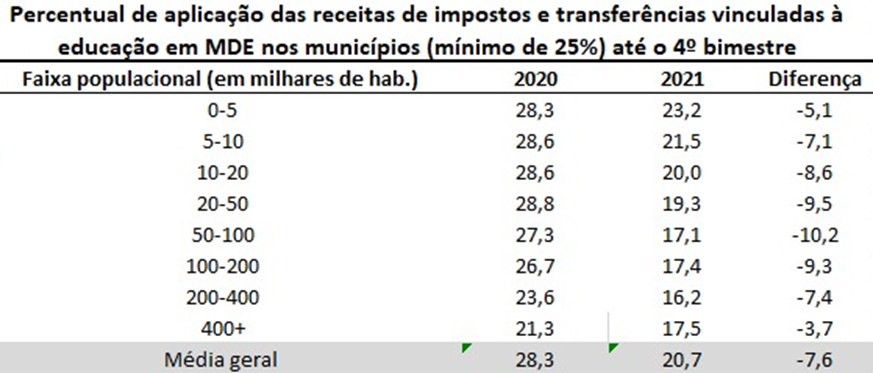 Percentual de aplicação das receitas de impostos e transferências vinculadas à
educação em MDE nos municípios (mínimo de 25%) até o 4º bimestre
Faixa populacional (em milhares de hab.) 2020 2021 Diferença
0-5 28,3 23,2 -5,1
5-10 28,6 21,5 -7,1
10-20 28,6 20,0 -8,6
20-50 28,8 19,3 -9,5
50-100 27,3 17,1 -10,2
100-200 26,7 17,4 -9,3
200-400 23,6 16,2 -7,4
400+ 21,3 17,5 -3,7
Média geral 28,3 20,7 -7,6